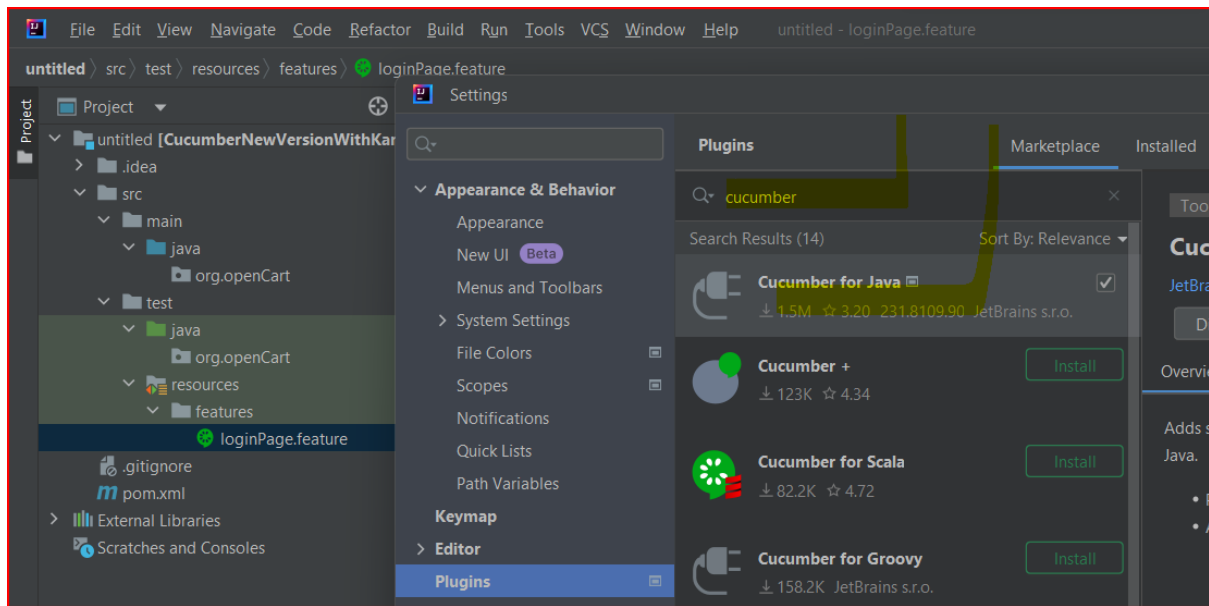 File Edit View Navigate Code Refactor Build Run Tools VCS Window Help untitled - loginPage.feature
untitled src test resources features loginPage.feature
Project
Project
untitled [CucumberNewVersionWithKar
.idea
src
main
java
org.openCart
test
java
org.openCart
resources
features
loginPage.feature
.gitignore
pom.xml
External Libraries
Scratches and Consoles
Settings
Appearance & Behavior
Appearance
New UI Beta
Menus and Toolbars
System Settings
File Colors
Scopes
Notifications
Quick Lists
Path Variables
Keymap
Editor
Plugins
Plugins Marketplace Installed
cucumber
Search Results (14) Sort By: Relevance
Cucumber for Java
1.5M 3.20 231.8109.90 JetBrains s.r.o.
Cucumber + Install
123K 4.34
Cucumber for Scala Install
82.2K 4.72
Cucumber for Groovy Install
158.2K JetBrains s.r.o.
Too
Cuc
JetBra
D
Overvie
Adds s
Java.